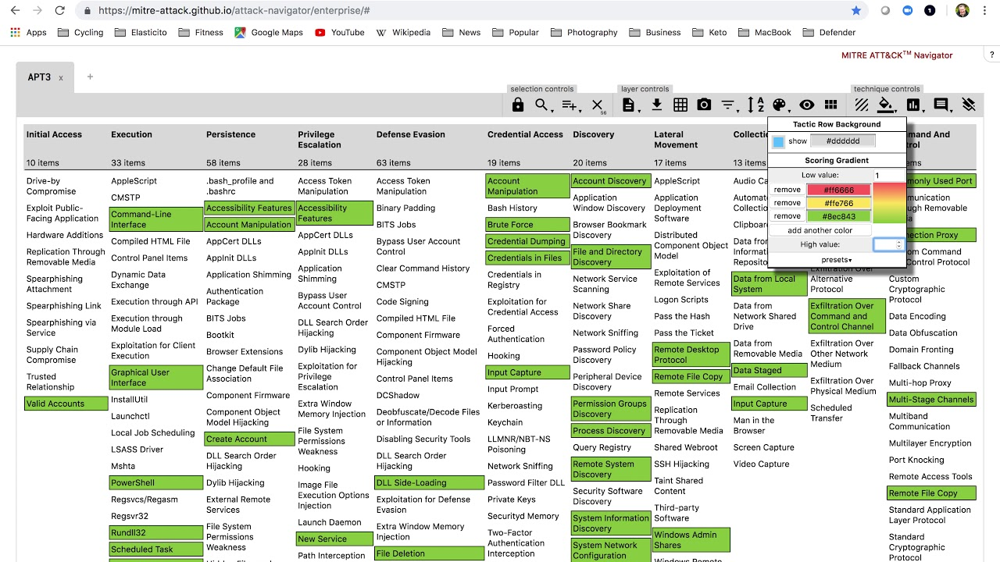 https://mitre-attack.github.io/attack-navigator/enterprise/#
Apps
Cycling
Elasticito
Fitness
Google Maps
YouTube
Wikipedia
News
Popular
Photography
Business
Keto
MacBook
Defender
MITRE ATT&CK™ Navigator
?
APT3 x +
selection controls
layer controls
technique controls
56
Initial Access
10 items
Drive-by
Compromise
Exploit Public-
Facing Application
Hardware Additions
Replication Through
Removable Media
Spearphishing
Attachment
Spearphishing Link
Spearphishing via
Service
Supply Chain
Compromise
Trusted
Relationship
Valid Accounts
Execution
33 items
AppleScript
CMSTP
Command-Line
Interface
Compiled HTML File
Control Panel Items
Dynamic Data
Exchange
Execution through API
Execution through
Module Load
Exploitation for Client
Execution
Graphical User
Interface
InstallUtil
Launchctl
Local Job Scheduling
LSASS Driver
Mshta
PowerShell
Regsvcs/Regasm
Regsvr32
Rundll32
Scheduled Task
Persistence
58 items
.bash_profile and
.bashrc
Accessibility Features
Account Manipulation
AppCert DLLs
AppInit DLLs
Application Shimming
Authentication
Package
BITS Jobs
Bootkit
Browser Extensions
Change Default File
Association
Component Firmware
Component Object
Model Hijacking
Create Account
DLL Search Order
Hijacking
Dylib Hijacking
External Remote
Services
File System
Permissions
Weakness
Privilege
Escalation
28 items
Access Token
Manipulation
Accessibility
Features
AppCert DLLs
AppInit DLLs
Application
Shimming
Bypass User
Account Control
DLL Search Order
Hijacking
Dylib Hijacking
Exploitation for
Privilege
Escalation
Extra Window
Memory Injection
File System
Permissions
Weakness
Hooking
Image File
Execution Options
Injection
Launch Daemon
New Service
Path Interception
Defense Evasion
63 items
Access Token
Manipulation
Binary Padding
BITS Jobs
Bypass User Account
Control
Clear Command History
CMSTP
Code Signing
Compiled HTML File
Component Firmware
Component Object Model
Hijacking
Control Panel Items
DCShadow
Deobfuscate/Decode Files
or Information
Disabling Security Tools
DLL Search Order
Hijacking
DLL Side-Loading
Exploitation for Defense
Evasion
Extra Window Memory
Injection
File Deletion
Credential Access
19 items
Account
Manipulation
Bash History
Brute Force
Credential Dumping
Credentials in Files
Credentials in
Registry
Exploitation for
Credential Access
Forced
Authentication
Hooking
Input Capture
Input Prompt
Kerberoasting
Keychain
LLMNR/NBT-NS
Poisoning
Network Sniffing
Password Filter DLL
Private Keys
Securityd Memory
Two-Factor
Authentication
Interception
Discovery
20 items
Account Discovery
Application
Window Discovery
Browser Bookmark
Discovery
File and Directory
Discovery
Network Service
Scanning
Network Share
Discovery
Network Sniffing
Password Policy
Discovery
Peripheral Device
Discovery
Permission Groups
Discovery
Process Discovery
Query Registry
Remote System
Discovery
Security Software
Discovery
System Information
Discovery
System Network
Configuration
Lateral
Movement
17 items
AppleScript
Application
Deployment
Software
Distributed
Component Object
Model
Exploitation of
Remote Services
Logon Scripts
Pass the Hash
Pass the Ticket
Remote Desktop
Protocol
Remote File Copy
Remote Services
Replication
Through
Removable Media
Shared Webroot
SSH Hijacking
Taint Shared
Content
Third-party
Software
Windows Admin
Shares
Windows Remote
Collectio
13 items
Audio Ca
Automate
Collectio
Clipboar
Data from
Informati
Repositor
Data from Local
System
Data from
Network Shared
Drive
Data from
Removable Media
Data Staged
Email Collection
Input Capture
Man in the
Browser
Screen Capture
Video Capture
Tactic Row Background
show #dddddd
Scoring Gradient
Low value: 1
remove #ff6666
remove #ffe766
remove #8ec843
add another color
High value:
presets▾
Exfiltration Over
Alternative
Protocol
Exfiltration Over
Command and
Control Channel
Exfiltration Over
Other Network
Medium
Exfiltration Over
Physical Medium
Scheduled
Transfer
mmand And
ntrol
monly Used Port
munication
ugh Removable
nection Proxy
om Command
Control Protocol
Custom
Cryptographic
Protocol
Data Encoding
Data Obfuscation
Domain Fronting
Fallback Channels
Multi-hop Proxy
Multi-Stage Channels
Multiband
Communication
Multilayer Encryption
Port Knocking
Remote Access Tools
Remote File Copy
Standard Application
Layer Protocol
Standard
Cryptographic
Protocol